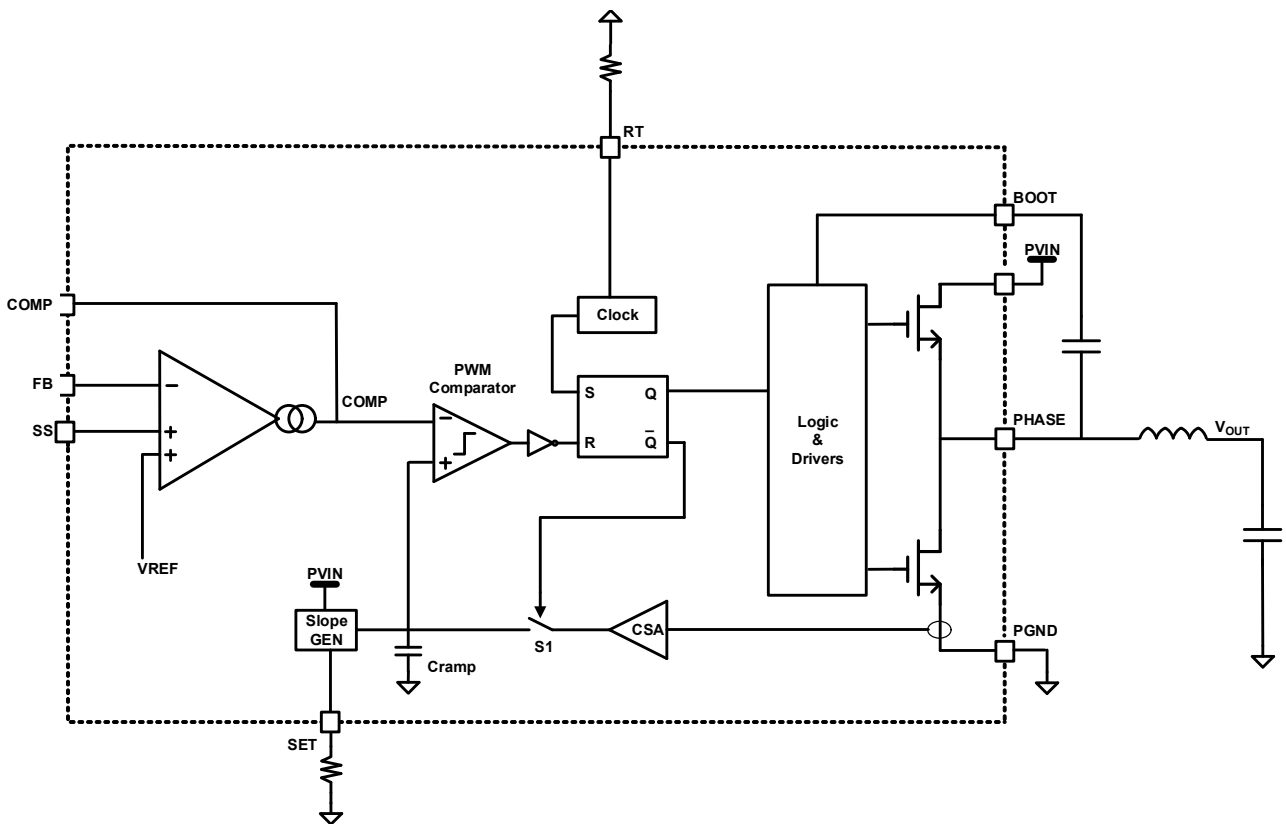 RT
BOOT
PVIN
COMP
Clock
FB
COMP
PWM
Comparator
S
Q
SS
−
+
+
−
+
R
Q̅
Logic
&
Drivers
PHASE
VOUT
VREF
PVIN
Slope
GEN
S1
CSA
PGND
Cramp
SET